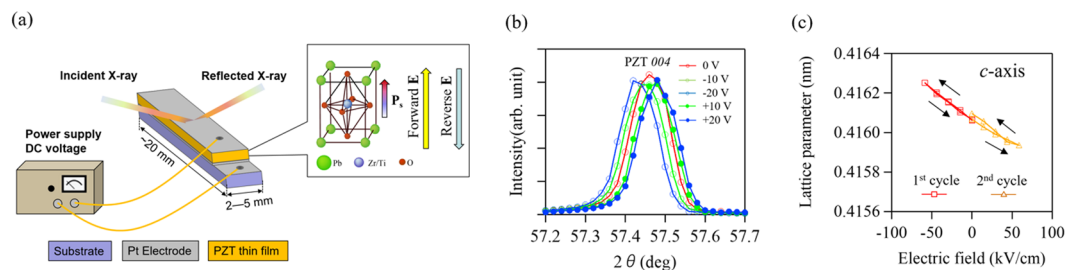 (a)
Incident X-ray
Reflected X-ray
Power supply
DC voltage
~20 mm
2—5 mm
Ps
Forward E
Reverse E
Pb
Zr/Ti
O
Substrate
Pt Electrode
PZT thin film
(b)
PZT 004
0 V
-10 V
-20 V
+10 V
+20 V
Intensity(arb. unit)
57.2 57.3 57.4 57.5 57.6 57.7
2 θ (deg)
(c)
c-axis
Lattice parameter (nm)
0.4164
0.4162
0.4160
0.4158
0.4156
1st cycle
2nd cycle
-100 -50 0 50 100
Electric field (kV/cm)